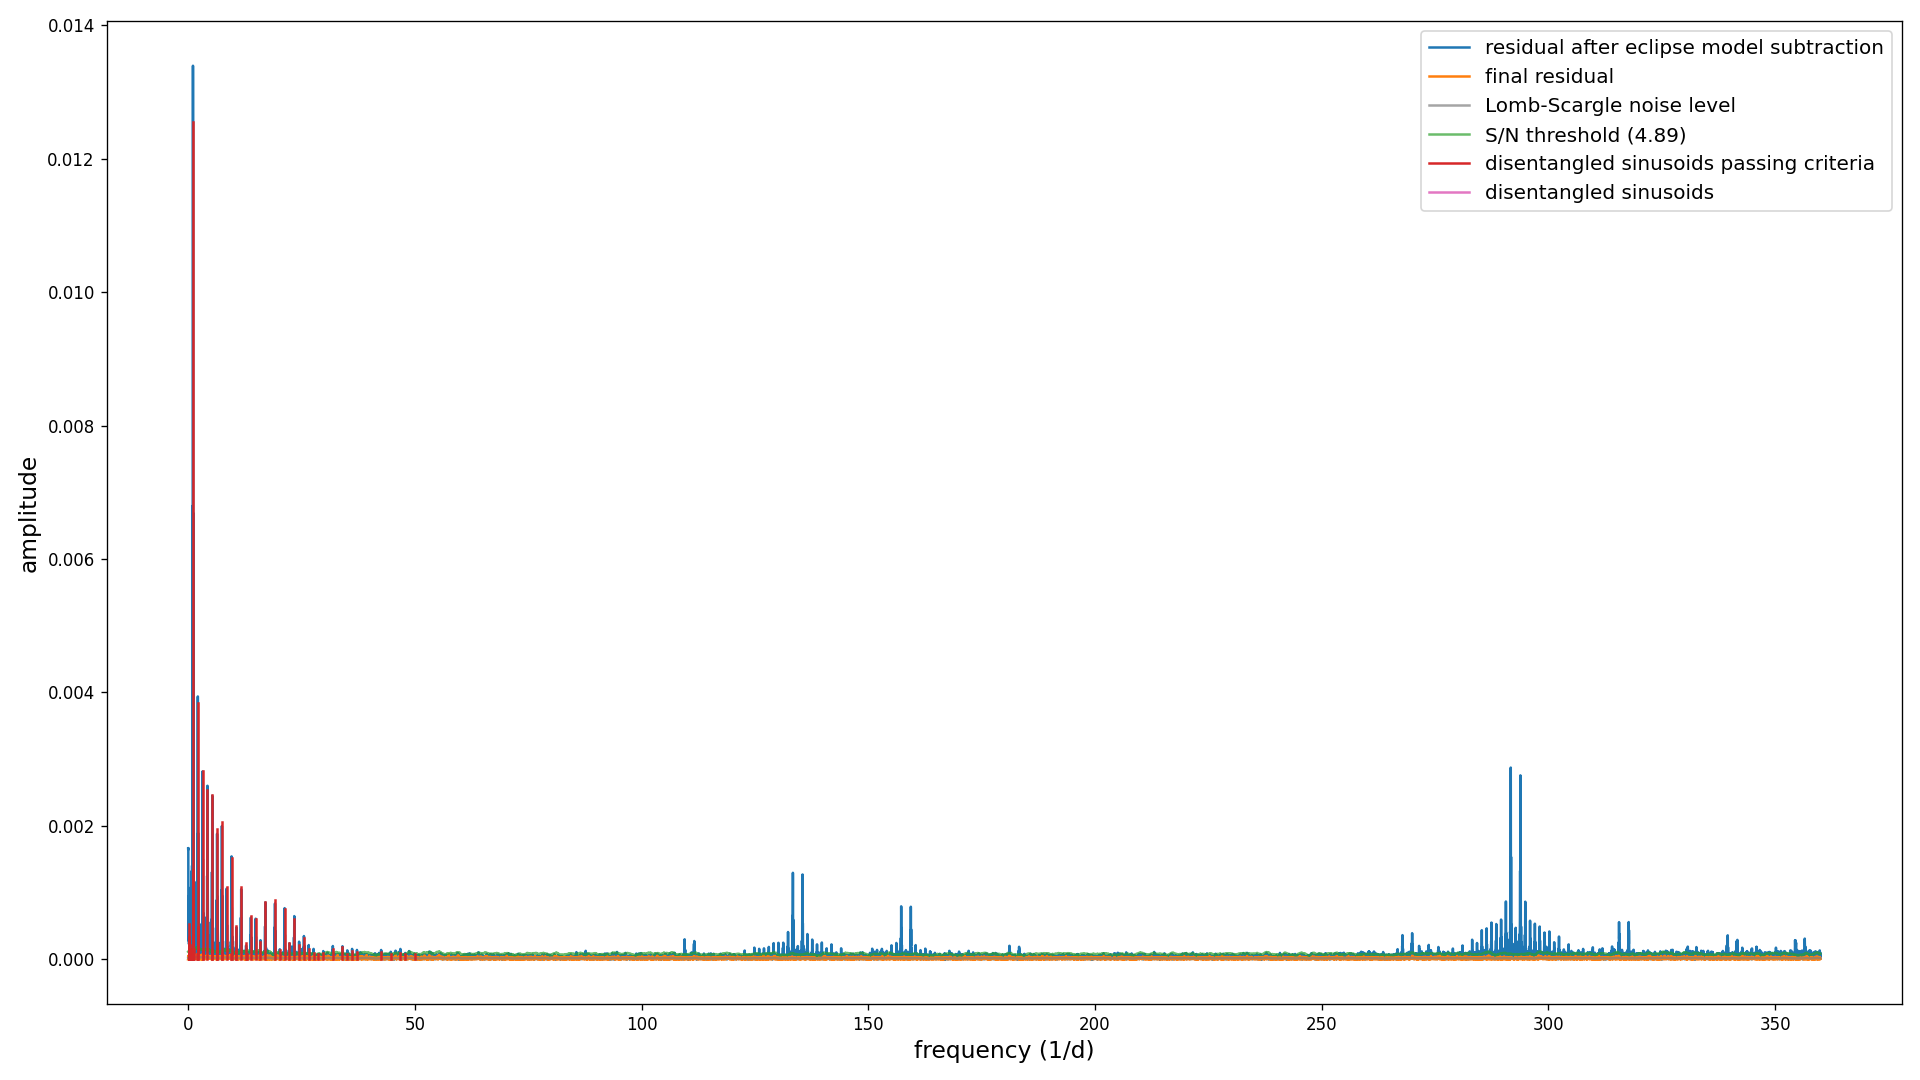 0.014
0.012
0.010
0.008
0.006
0.004
0.002
0.000
amplitude
0
50
100
150
200
250
300
350
frequency (1/d)
residual after eclipse model subtraction
final residual
Lomb-Scargle noise level
S/N threshold (4.89)
disentangled sinusoids passing criteria
disentangled sinusoids